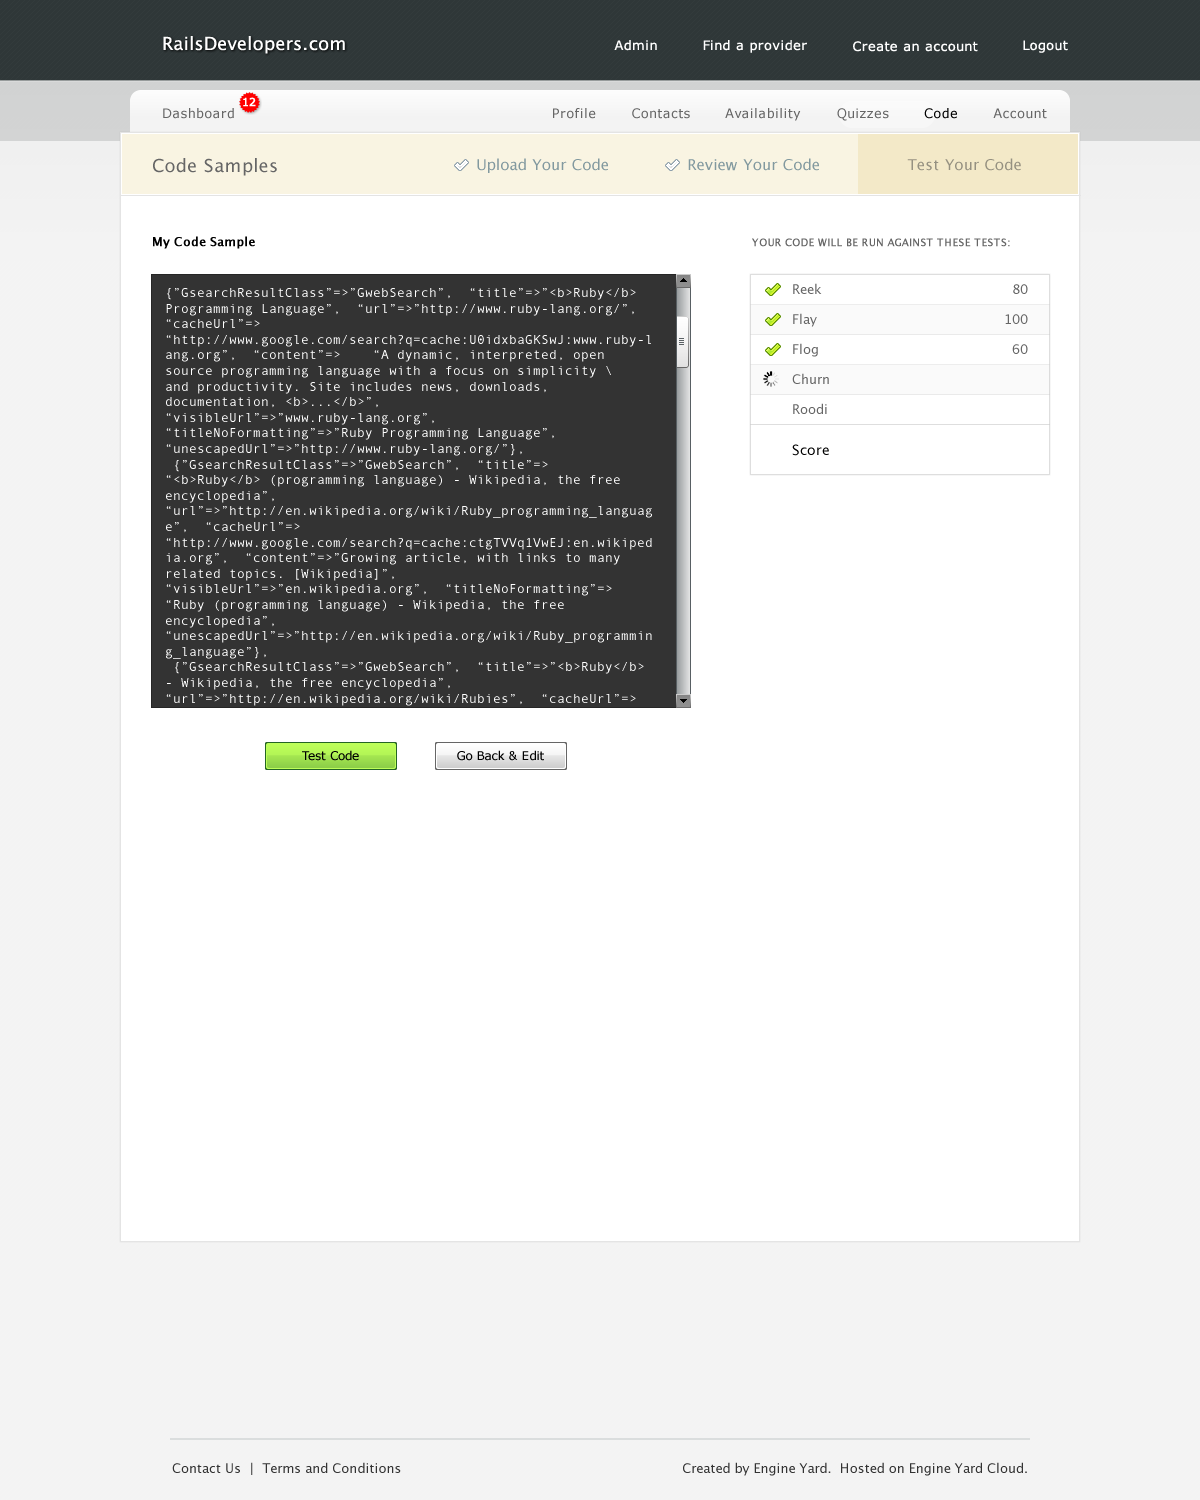 RailsDevelopers.com
Admin Find a provider Create an account Logout
Dashboard 12 Profile Contacts Availability Quizzes Code Account
Code Samples Upload Your Code Review Your Code Test Your Code
My Code Sample
{”GsearchResultClass”=>”GwebSearch”,  “title”=>”<b>Ruby</b>
Programming Language”,  “url”=>”http://www.ruby-lang.org/”,
“cacheUrl”=>
“http://www.google.com/search?q=cache:U0idxbaGKSwJ:www.ruby-l
ang.org”,  “content”=>    “A dynamic, interpreted, open
source programming language with a focus on simplicity \
and productivity. Site includes news, downloads,
documentation, <b>...</b>”,
“visibleUrl”=>”www.ruby-lang.org”,
“titleNoFormatting”=>”Ruby Programming Language”,
“unescapedUrl”=>”http://www.ruby-lang.org/”},
{”GsearchResultClass”=>”GwebSearch”,  “title”=>
“<b>Ruby</b> (programming language) - Wikipedia, the free
encyclopedia”,
“url”=>”http://en.wikipedia.org/wiki/Ruby_programming_languag
e”,  “cacheUrl”=>
“http://www.google.com/search?q=cache:ctgTVVq1VwEJ:en.wikiped
ia.org”,  “content”=>”Growing article, with links to many
related topics. [Wikipedia]”,
“visibleUrl”=>”en.wikipedia.org”,  “titleNoFormatting”=>
“Ruby (programming language) - Wikipedia, the free
encyclopedia”,
“unescapedUrl”=>”http://en.wikipedia.org/wiki/Ruby_programmin
g_language”},
{”GsearchResultClass”=>”GwebSearch”,  “title”=>”<b>Ruby</b>
- Wikipedia, the free encyclopedia”,
“url”=>”http://en.wikipedia.org/wiki/Rubies”,  “cacheUrl”=>
Test Code Go Back & Edit
YOUR CODE WILL BE RUN AGAINST THESE TESTS:
Reek 80
Flay 100
Flog 60
Churn
Roodi
Score
Contact Us | Terms and Conditions Created by Engine Yard.  Hosted on Engine Yard Cloud.